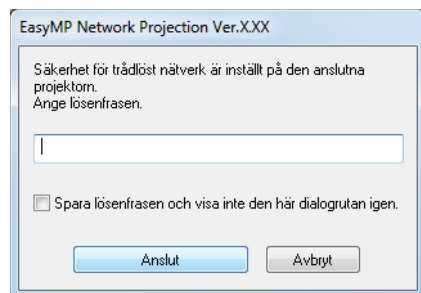 EasyMP Network Projection Ver.X.XX
Säkerhet för trådlöst nätverk är inställt på den anslutna
projektorn.
Ange lösenfrasen.
Spara lösenfrasen och visa inte den här dialogrutan igen.
Anslut Avbryt